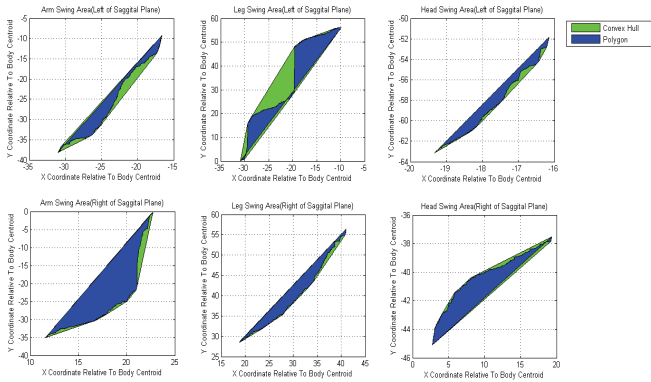 Arm Swing Area(Left of Saggital Plane)
Y Coordinate Relative To Body Centroid
-5
-10
-15
-20
-25
-30
-35
-40
-35 -30 -25 -20 -15
X Coordinate Relative To Body Centroid
Leg Swing Area(Left of Saggital Plane)
Y Coordinate Relative To Body Centroid
60
50
40
30
20
10
0
-35 -30 -25 -20 -15 -10 -5
X Coordinate Relative To Body Centroid
Head Swing Area(Left of Saggital Plane)
Y Coordinate Relative To Body Centroid
-50
-52
-54
-56
-58
-60
-62
-64
-19 -18 -17 -16
X Coordinate Relative To Body Centroid
Convex Hull
Polygon
Arm Swing Area(Right of Saggital Plane)
Y Coordinate Relative To Body Centroid
0
-5
-10
-15
-20
-25
-30
-35
-40
10 15 20 25
X Coordinate Relative To Body Centroid
Leg Swing Area(Right of Saggital Plane)
Y Coordinate Relative To Body Centroid
60
55
50
45
40
35
30
25
15 20 25 30 35 40 45
X Coordinate Relative To Body Centroid
Head Swing Area(Right of Saggital Plane)
Y Coordinate Relative To Body Centroid
-36
-38
-40
-42
-44
-46
0 5 10 15 20
X Coordinate Relative To Body Centroid